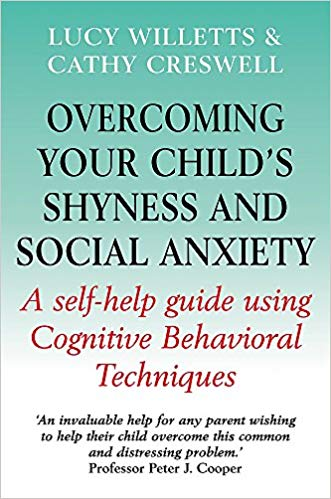 LUCY WILLETTS &
CATHY CRESWELL
OVERCOMING
YOUR CHILD'S
SHYNESS AND
SOCIAL ANXIETY
A self-help guide using
Cognitive Behavioral
Techniques
'An invaluable help for any parent wishing
to help their child overcome this common
and distressing problem.'
Professor Peter J. Cooper